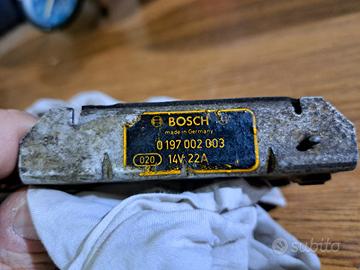 BOSCH
made in Germany
0 197 002 003
020 14V 22A
subito